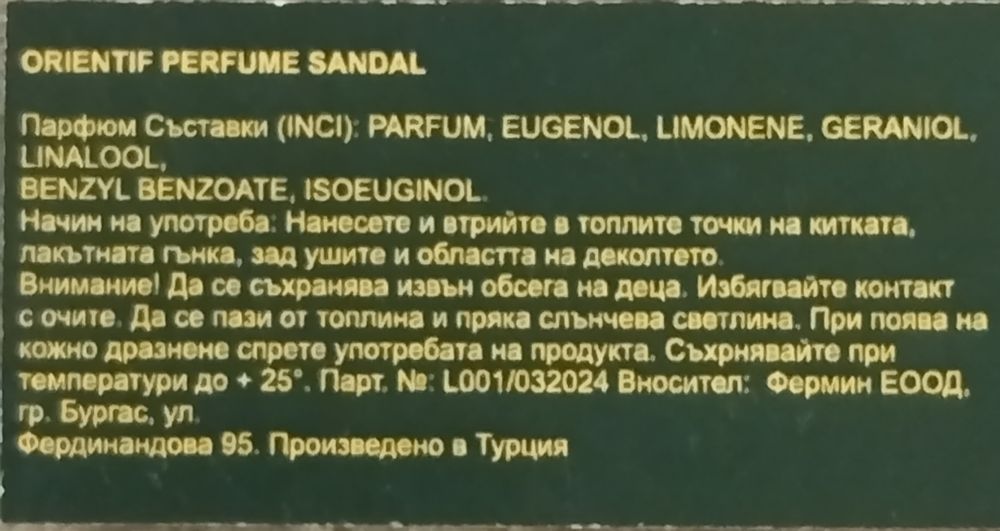 ORIENTIF PERFUME SANDAL
Парфюм Съставки (INCI): PARFUM, EUGENOL, LIMONENE, GERANIOL,
LINALOOL,
BENZYL BENZOATE, ISOEUGINOL.
Начин на употреба: Нанесете и втрийте в топлите точки на китката,
лакътната гънка, зад ушите и областта на деколтето.
Внимание! Да се съхранява извън обсега на деца. Избягвайте контакт
с очите. Да се пази от топлина и пряка слънчева светлина. При поява на
кожно дразнене спрете употребата на продукта. Съхрнявайте при
температури до + 25°. Парт. №: L001/032024 Вносител: Фермин ЕООД,
гр. Бургас, ул.
Фердинандова 95. Произведено в Турция